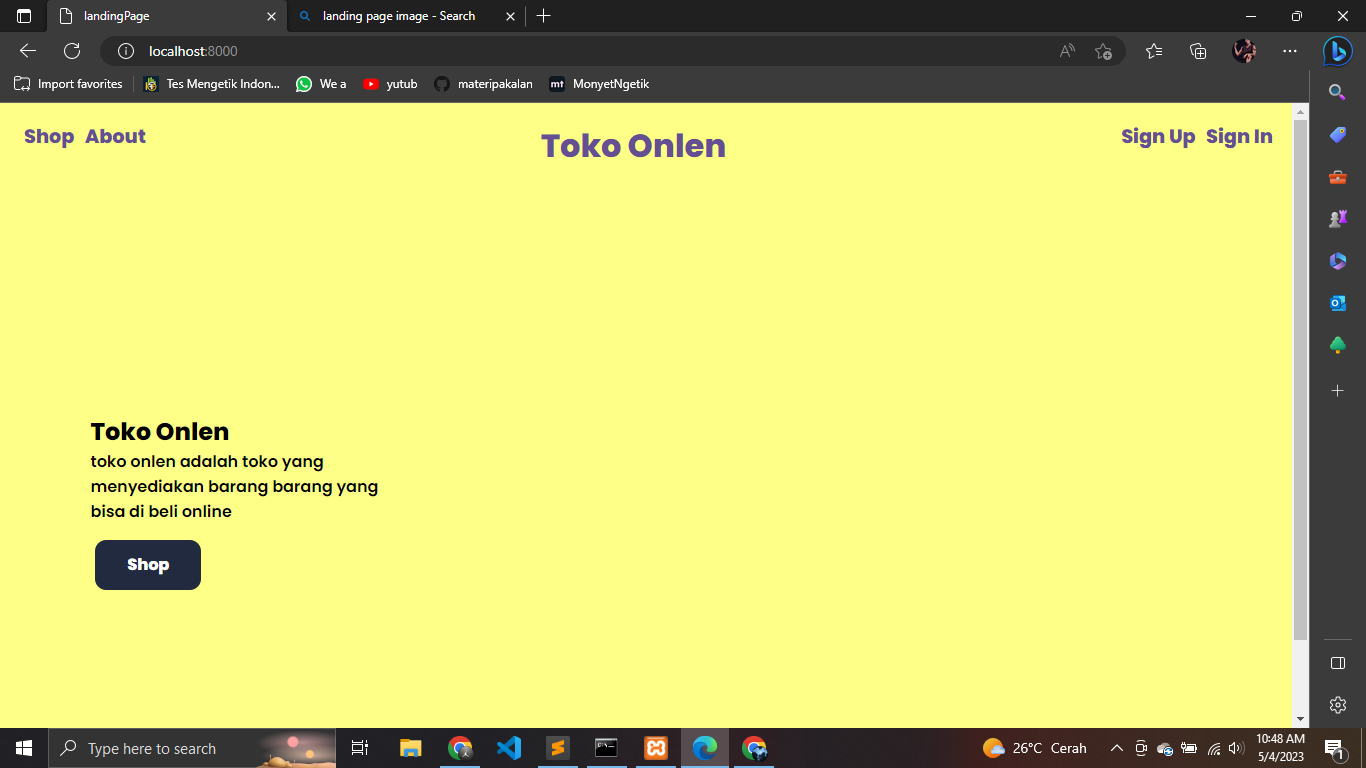 landingPage
landing page image - Search
localhost:8000
Import favorites
Tes Mengetik Indon...
We a
yutub
materipakalan
mt MonyetNgetik
Shop About
Toko Onlen
Sign Up Sign In
Toko Onlen
toko onlen adalah toko yang
menyediakan barang barang yang
bisa di beli online
Shop
Type here to search
26°C Cerah
10:48 AM
5/4/2023
1